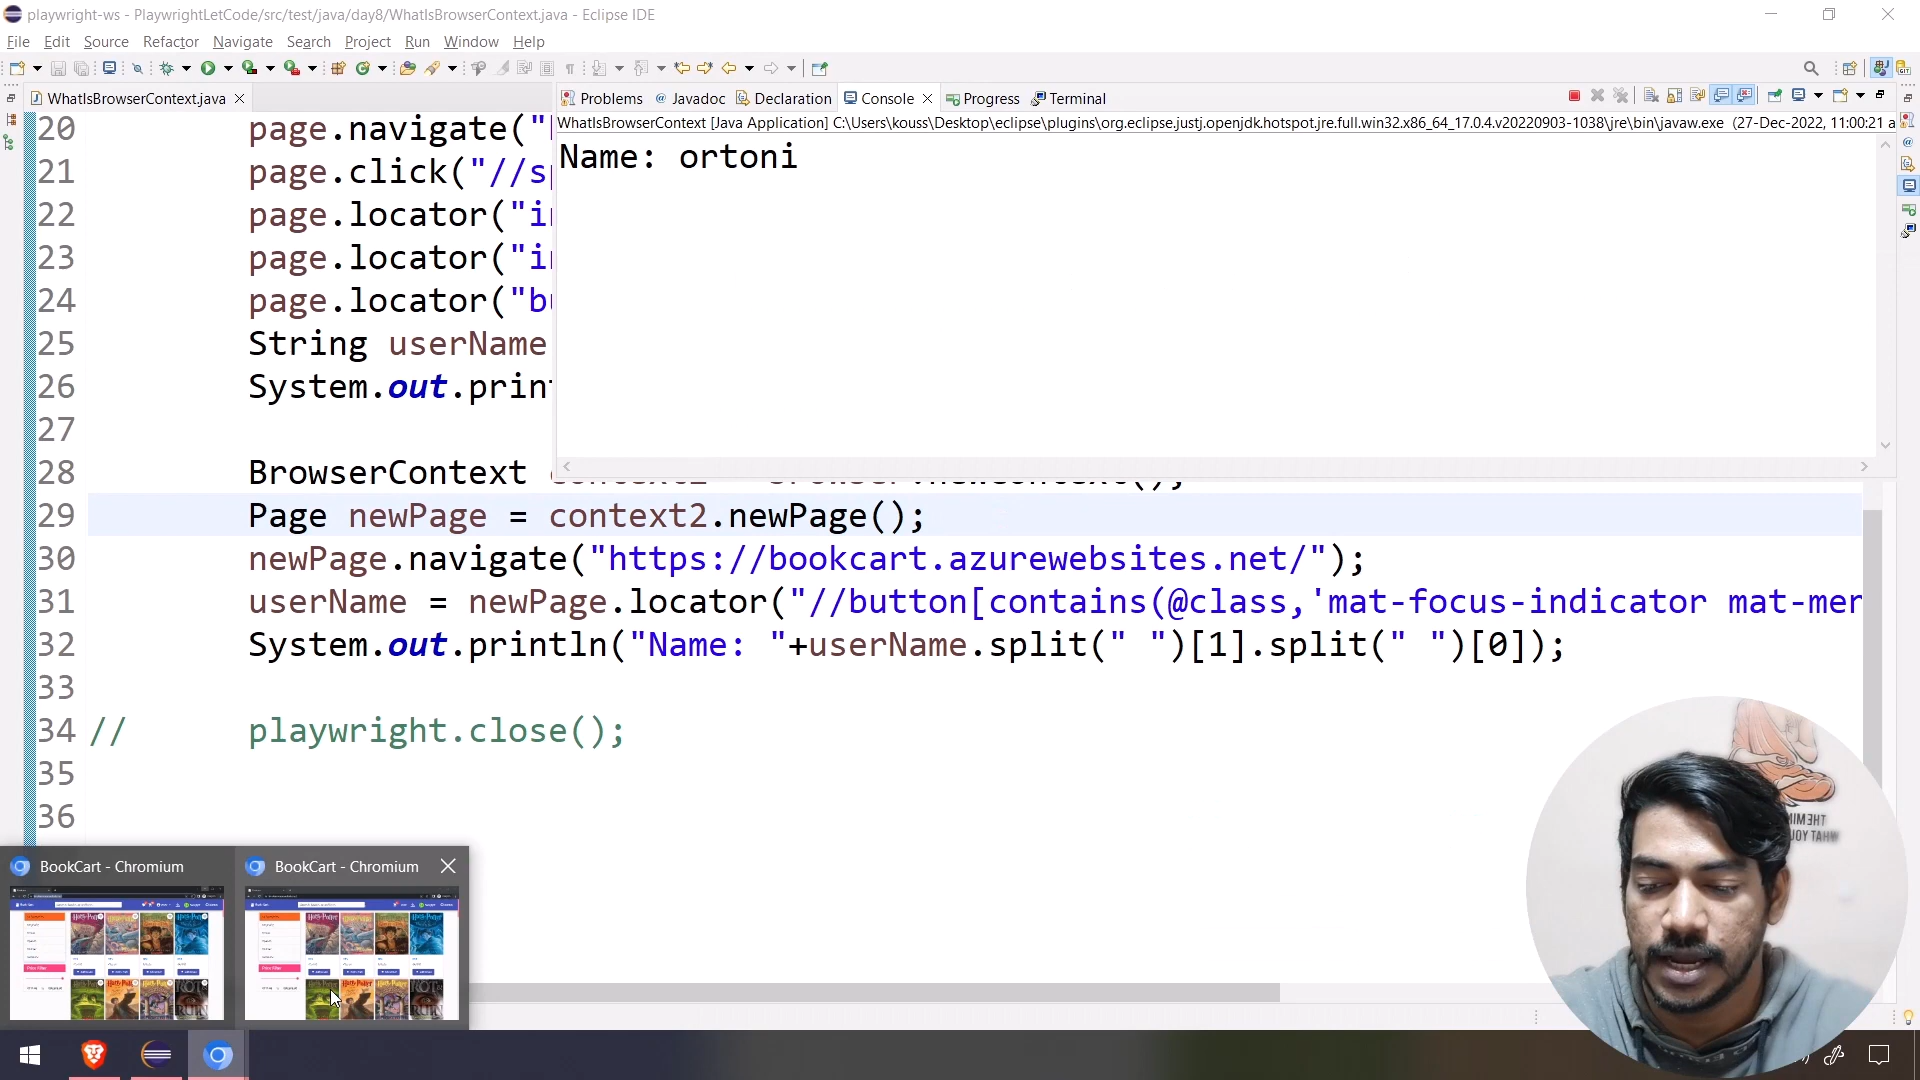 playwright-ws - PlaywrightLetCode/src/test/java/day8/WhatIsBrowserContext.java - Eclipse IDE
File Edit Source Refactor Navigate Search Project Run Window Help
WhatIsBrowserContext.java
Problems Javadoc Declaration Console Progress Terminal
WhatIsBrowserContext [Java Application] C:\Users\kouss\Desktop\eclipse\plugins\org.eclipse.justj.openjdk.hotspot.jre.full.win32.x86_64_17.0.4.v20220903-1038\jre\bin\javaw.exe (27-Dec-2022, 11:00:21 a
Name: ortoni
20 page.navigate("
21 page.click("//s
22 page.locator("i
23 page.locator("i
24 page.locator("b
25 String userName
26 System.out.print
27
28 BrowserContext
29 Page newPage = context2.newPage();
30 newPage.navigate("https://bookcart.azurewebsites.net/");
31 userName = newPage.locator("//button[contains(@class,'mat-focus-indicator mat-men
32 System.out.println("Name: "+userName.split(" ")[1].split(" ")[0]);
33
34 // playwright.close();
35
36
BookCart - Chromium
BookCart - Chromium